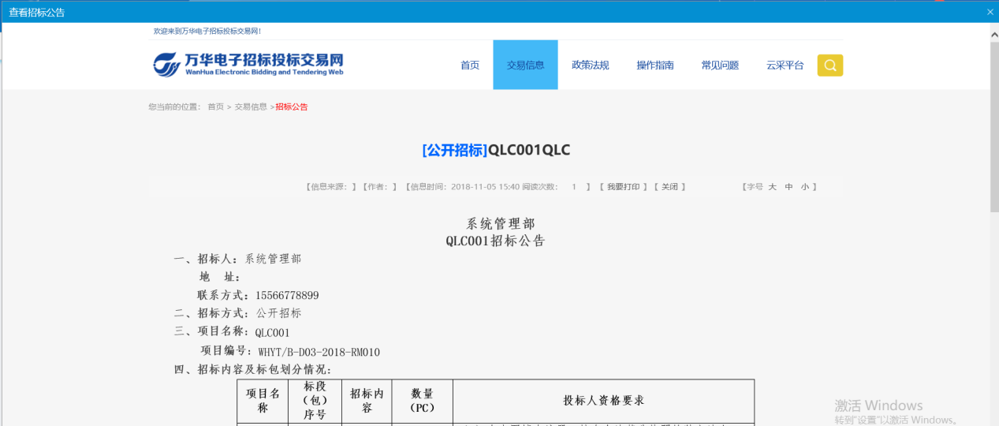 查看招标公告
欢迎来到万华电子招标投标交易网!
万华电子招标投标交易网
WanHua Electronic Bidding and Tendering Web
首页 交易信息 政策法规 操作指南 常见问题 云采平台
您当前的位置: 首页 > 交易信息 >招标公告
[公开招标]QLC001QLC
【信息来源: 】【作者: 】 【信息时间: 2018-11-05 15:40 阅读次数: 1 】 【 我要打印 】【 关闭 】 【字号 大 中 小 】
系统管理部
QLC001招标公告
一、招标人: 系统管理部
地 址:
联系方式: 15566778899
二、招标方式: 公开招标
三、项目名称: QLC001
项目编号: WHYT/B-D03-2018-RM010
四、招标内容及标包划分情况:
项目名称 标段(包)序号 招标内容 数量(PC) 投标人资格要求
激活 Windows
转到"设置"以激活 Windows。